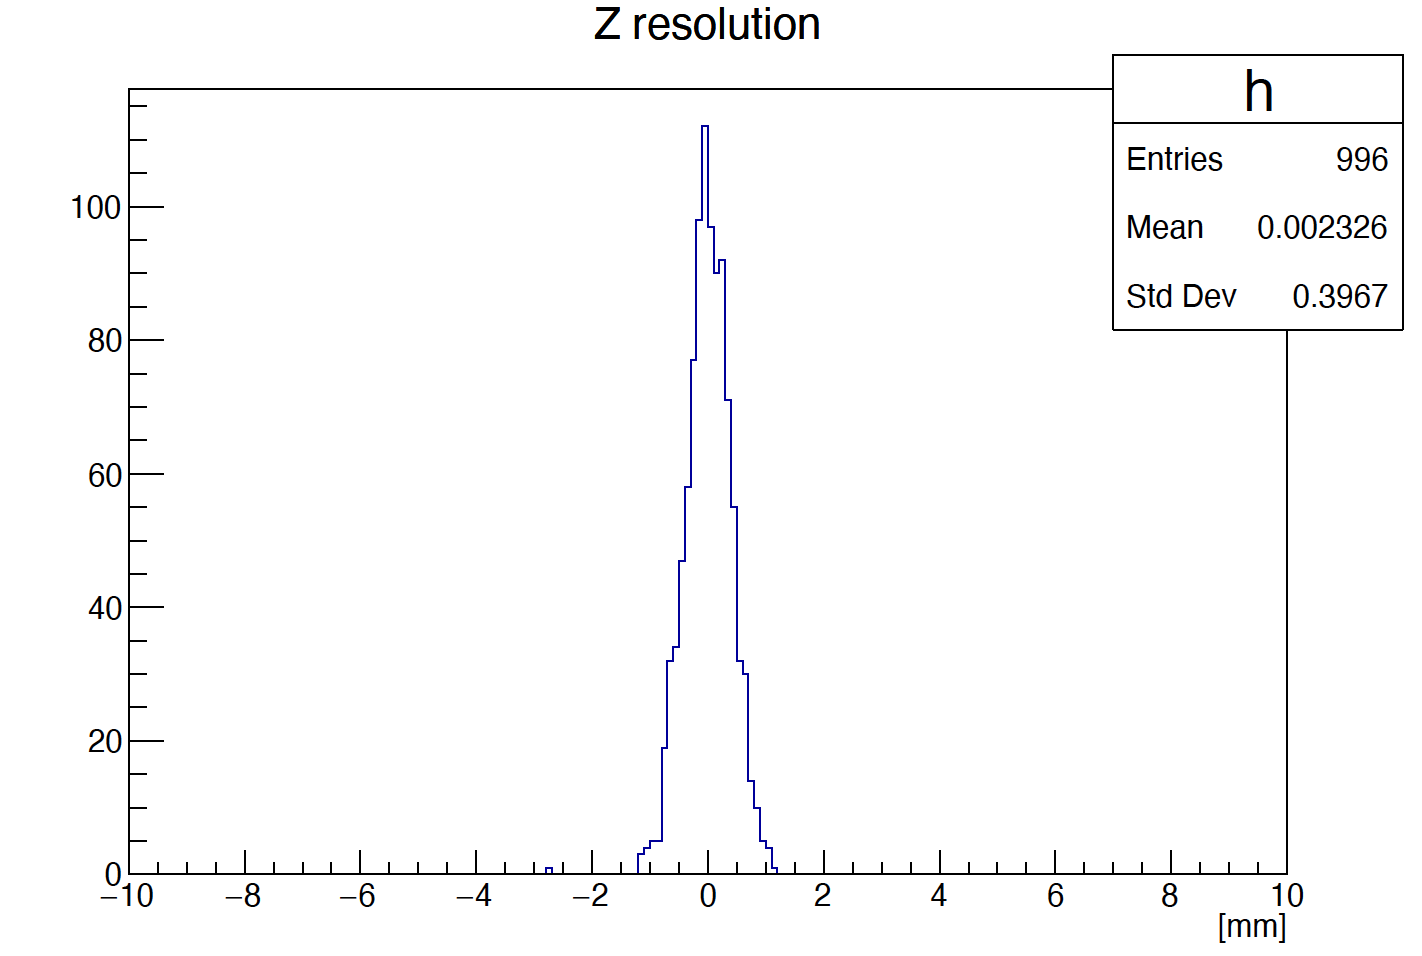 Z resolution
h
Entries 996
Mean 0.002326
Std Dev 0.3967
100
80
60
40
20
0
−10 −8 −6 −4 −2 0 2 4 6 8 10
[mm]